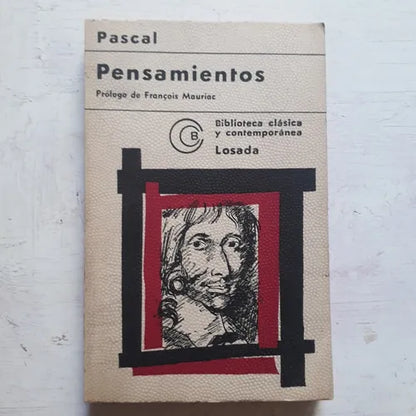 Pascal
Pensamientos
Prólogo de François Mauriac
B
Biblioteca clásica
y contemporánea
Losada